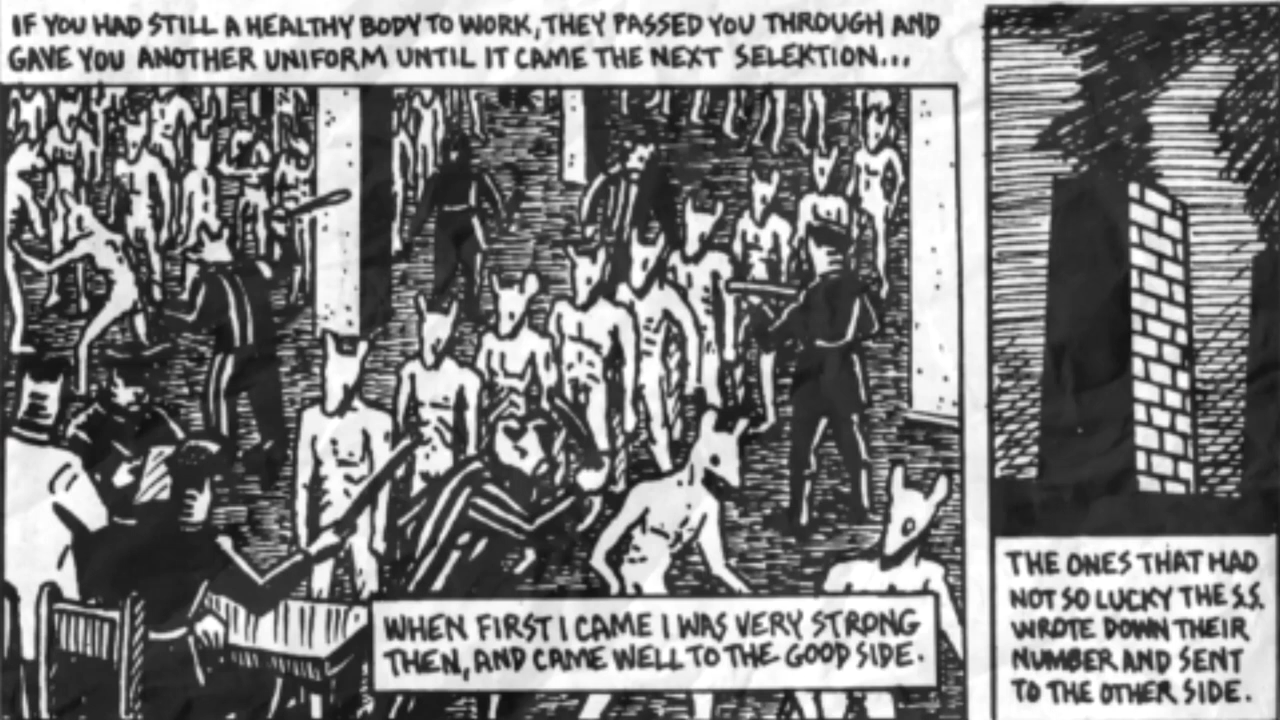 IF YOU HAD STILL A HEALTHY BODY TO WORK, THEY PASSED YOU THROUGH AND
GAVE YOU ANOTHER UNIFORM UNTIL IT CAME THE NEXT SELEKTION...
WHEN FIRST I CAME I WAS VERY STRONG
THEN, AND CAME WELL TO THE GOOD SIDE.
THE ONES THAT HAD
NOT SO LUCKY THE S.S.
WROTE DOWN THEIR
NUMBER AND SENT
TO THE OTHER SIDE.